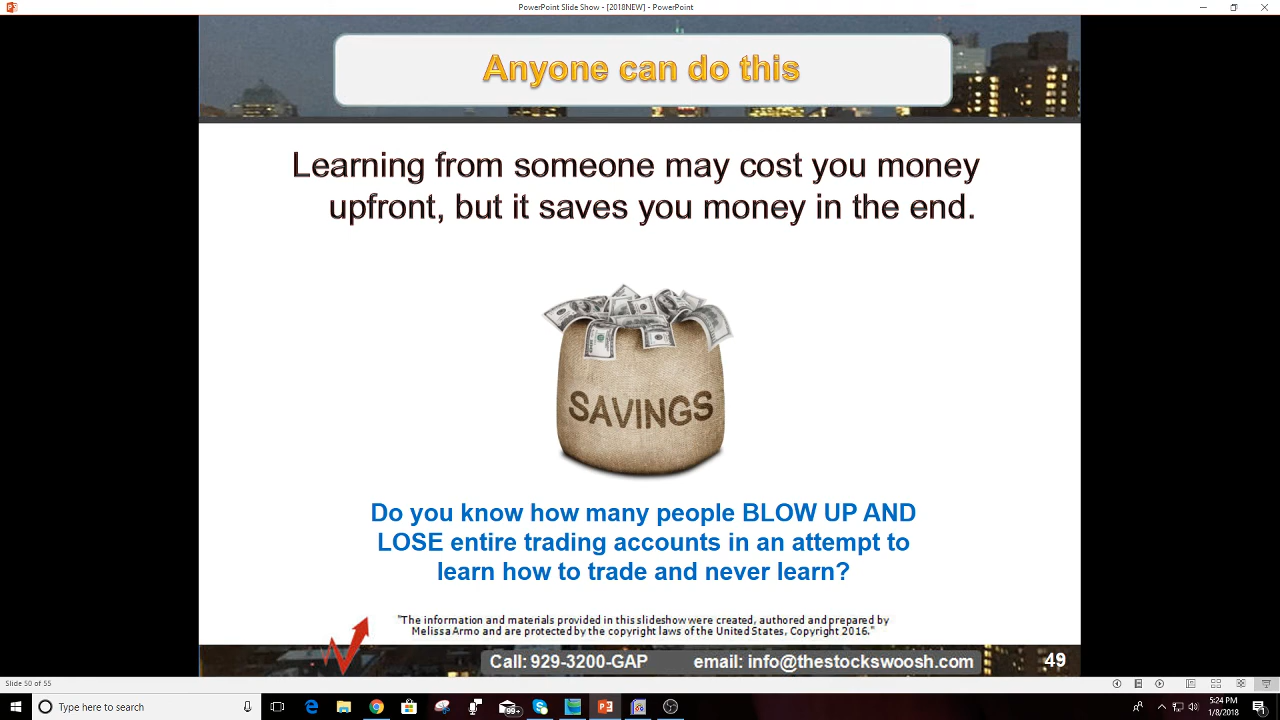 PowerPoint Slide Show - [2018NEW] - PowerPoint
Anyone can do this
Learning from someone may cost you money
upfront, but it saves you money in the end.
SAVINGS
Do you know how many people BLOW UP AND
LOSE entire trading accounts in an attempt to
learn how to trade and never learn?
"The information and materials provided in this slideshow were created, authored and prepared by
Melissa Armo and are protected by the copyright laws of the United States, Copyright 2016."
Call: 929-3200-GAP email: info@thestockswoosh.com 49
Slide 50 of 55
Type here to search
99+
5:24 PM
1/8/2018
1